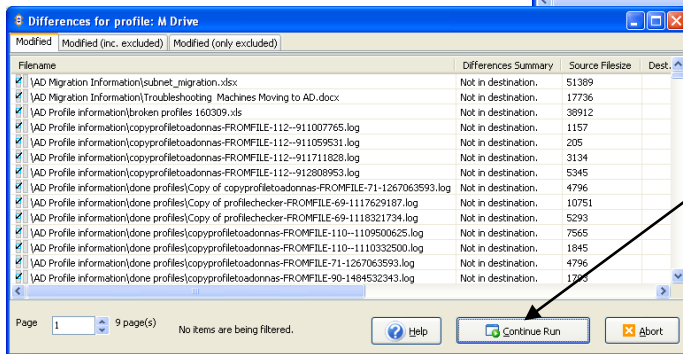 Differences for profile: M Drive
Modified Modified (inc. excluded) Modified (only excluded)
Filename Differences Summary Source Filesize Dest.
\AD Migration Information\subnet_migration.xlsx Not in destination. 51389
\AD Migration Information\Troubleshooting Machines Moving to AD.docx Not in destination. 17736
\AD Profile information\broken profiles 160309.xls Not in destination. 38912
\AD Profile information\copyprofiletoadonnas-FROMFILE-112--911007765.log Not in destination. 1157
\AD Profile information\copyprofiletoadonnas-FROMFILE-112--911059531.log Not in destination. 205
\AD Profile information\copyprofiletoadonnas-FROMFILE-112--911711828.log Not in destination. 3134
\AD Profile information\copyprofiletoadonnas-FROMFILE-112--912808953.log Not in destination. 5345
\AD Profile information\done profiles\Copy of copyprofiletoadonnas-FROMFILE-71-1267063593.log Not in destination. 4796
\AD Profile information\done profiles\Copy of profilechecker-FROMFILE-69-1117629187.log Not in destination. 10751
\AD Profile information\done profiles\Copy of profilechecker-FROMFILE-69-1118321734.log Not in destination. 5293
\AD Profile information\done profiles\copyprofiletoadonnas-FROMFILE-110--1109500625.log Not in destination. 7565
\AD Profile information\done profiles\copyprofiletoadonnas-FROMFILE-110--1110332500.log Not in destination. 1845
\AD Profile information\done profiles\copyprofiletoadonnas-FROMFILE-71-1267063593.log Not in destination. 4796
\AD Profile information\done profiles\copyprofiletoadonnas-FROMFILE-90-1484532343.log Not in destination. 1793
Page 1 9 page(s) No items are being filtered. Help Continue Run Abort